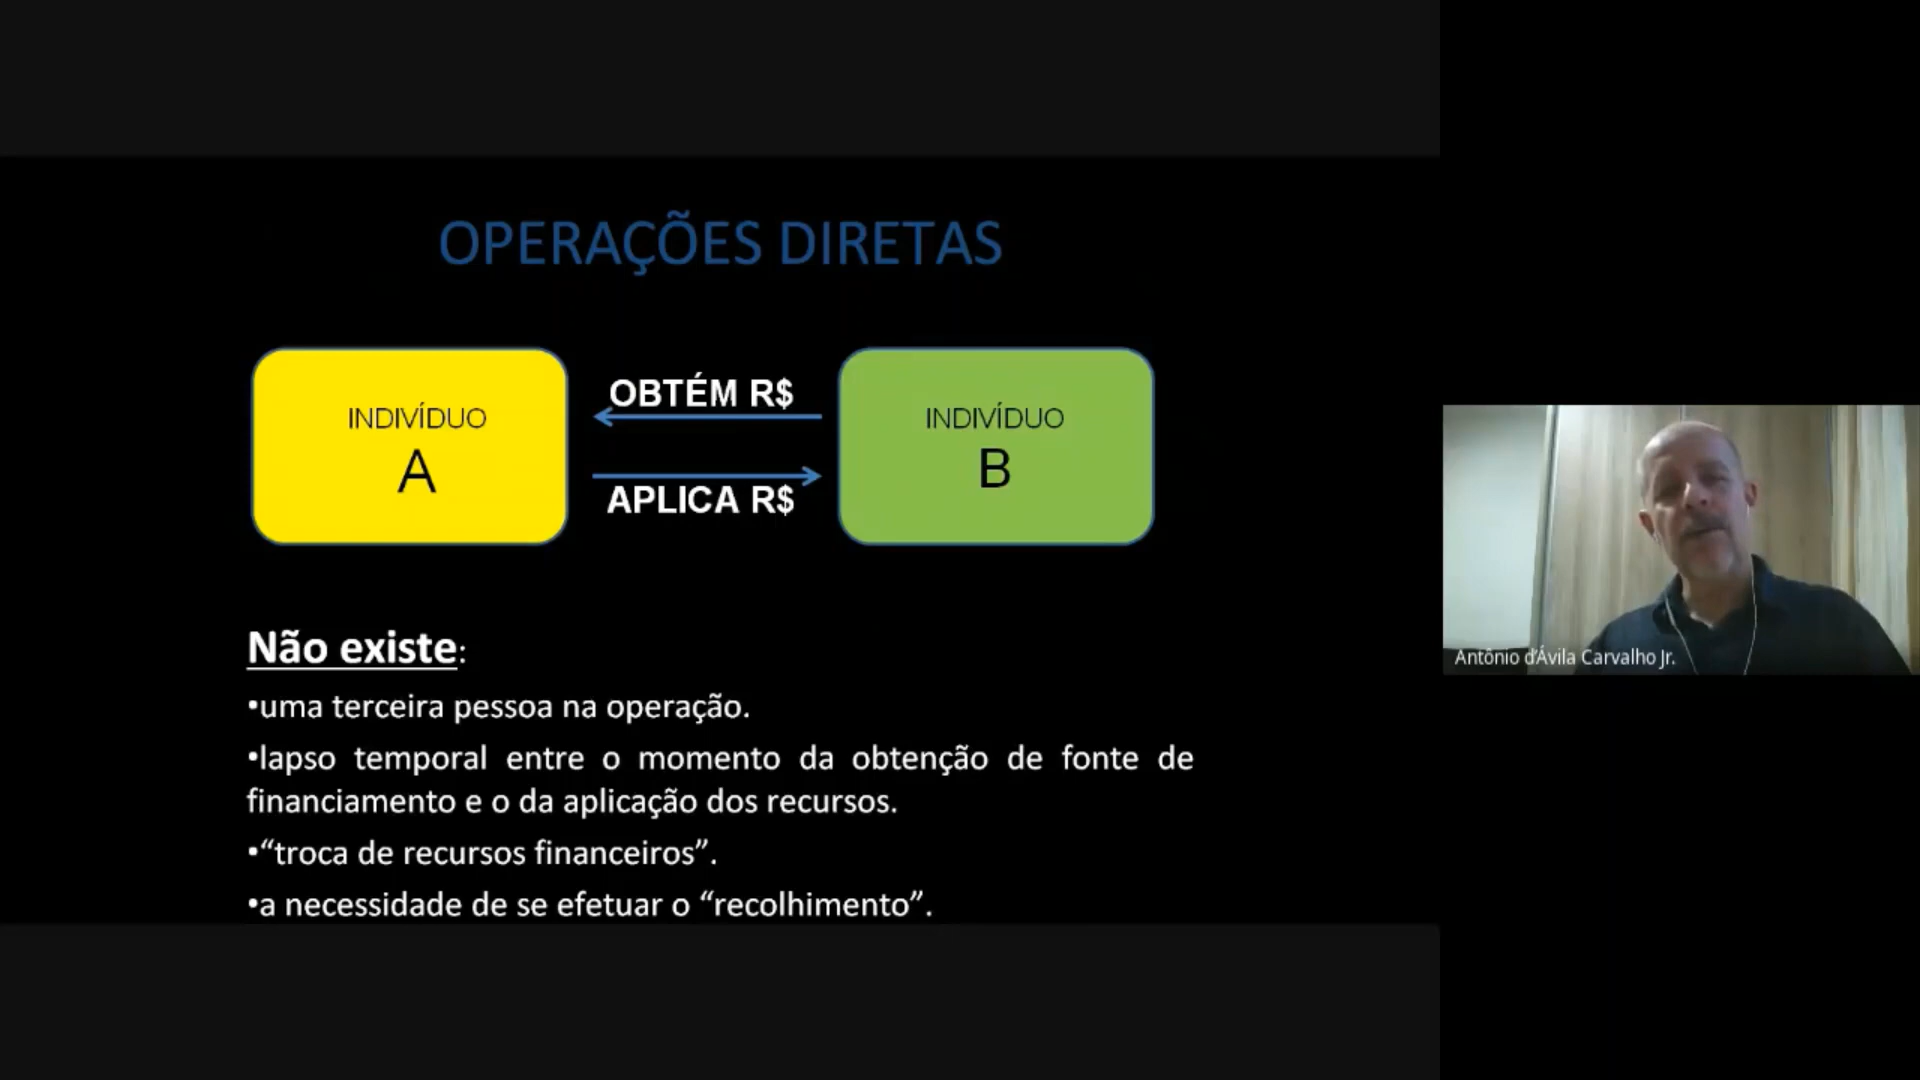 OPERAÇÕES DIRETAS
INDIVÍDUO
A
OBTÉM R$
APLICA R$
INDIVÍDUO
B
Não existe:
•uma terceira pessoa na operação.
•lapso temporal entre o momento da obtenção de fonte de
financiamento e o da aplicação dos recursos.
•“troca de recursos financeiros”.
•a necessidade de se efetuar o “recolhimento”.
Antônio d'Ávila Carvalho Jr.